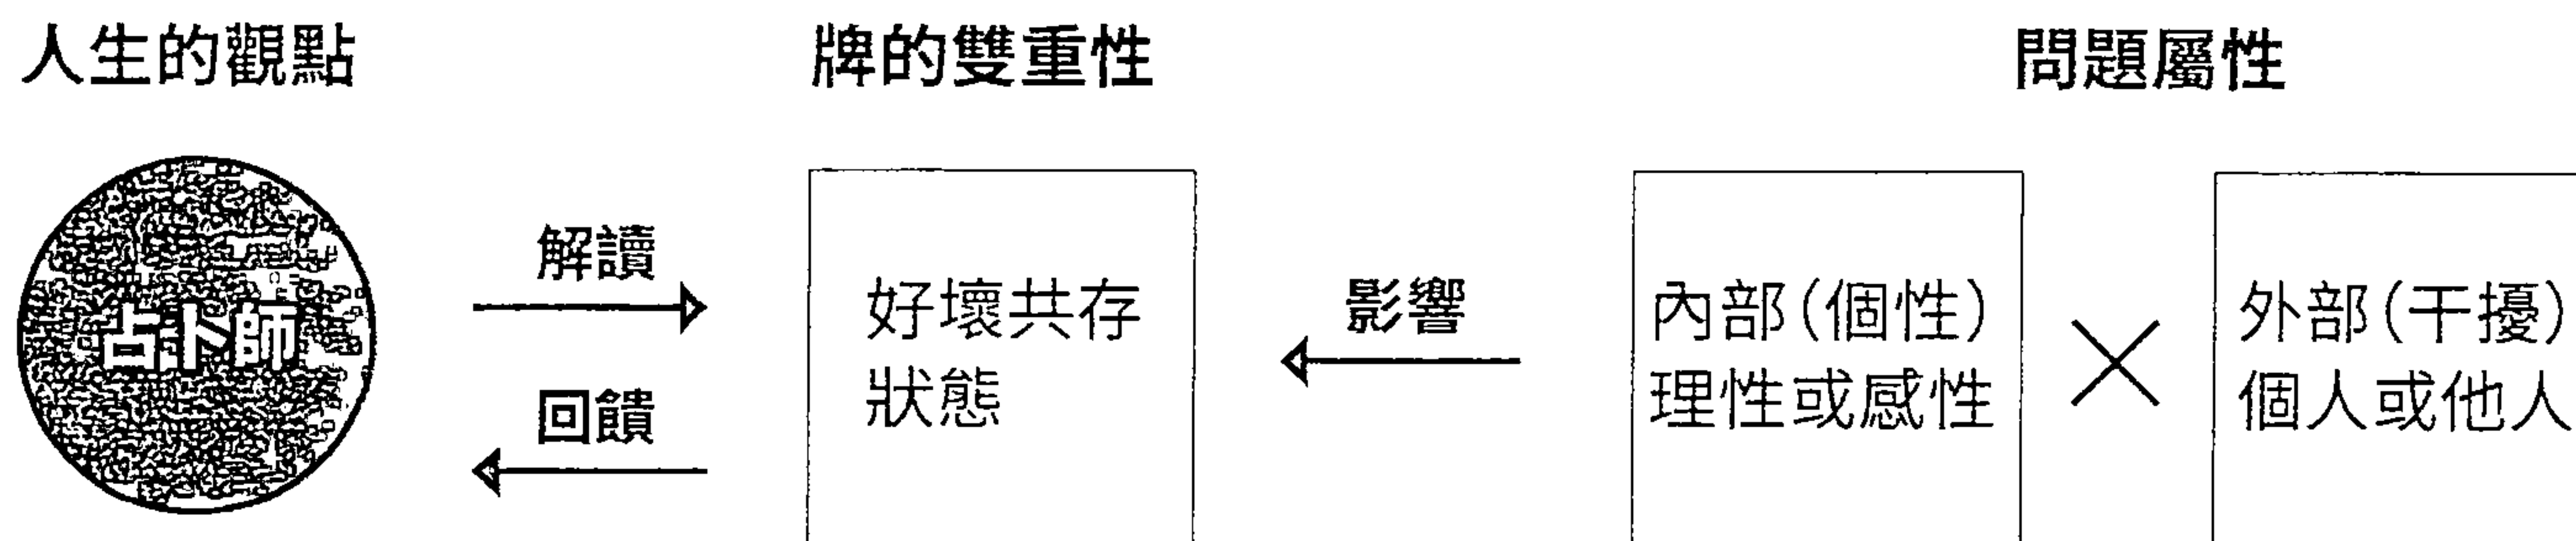 人生的觀點
牌的雙重性
問題屬性
占卜師
解讀
回饋
好壞共存
狀態
影響
內部(個性)
理性或感性
外部(干擾)
個人或他人